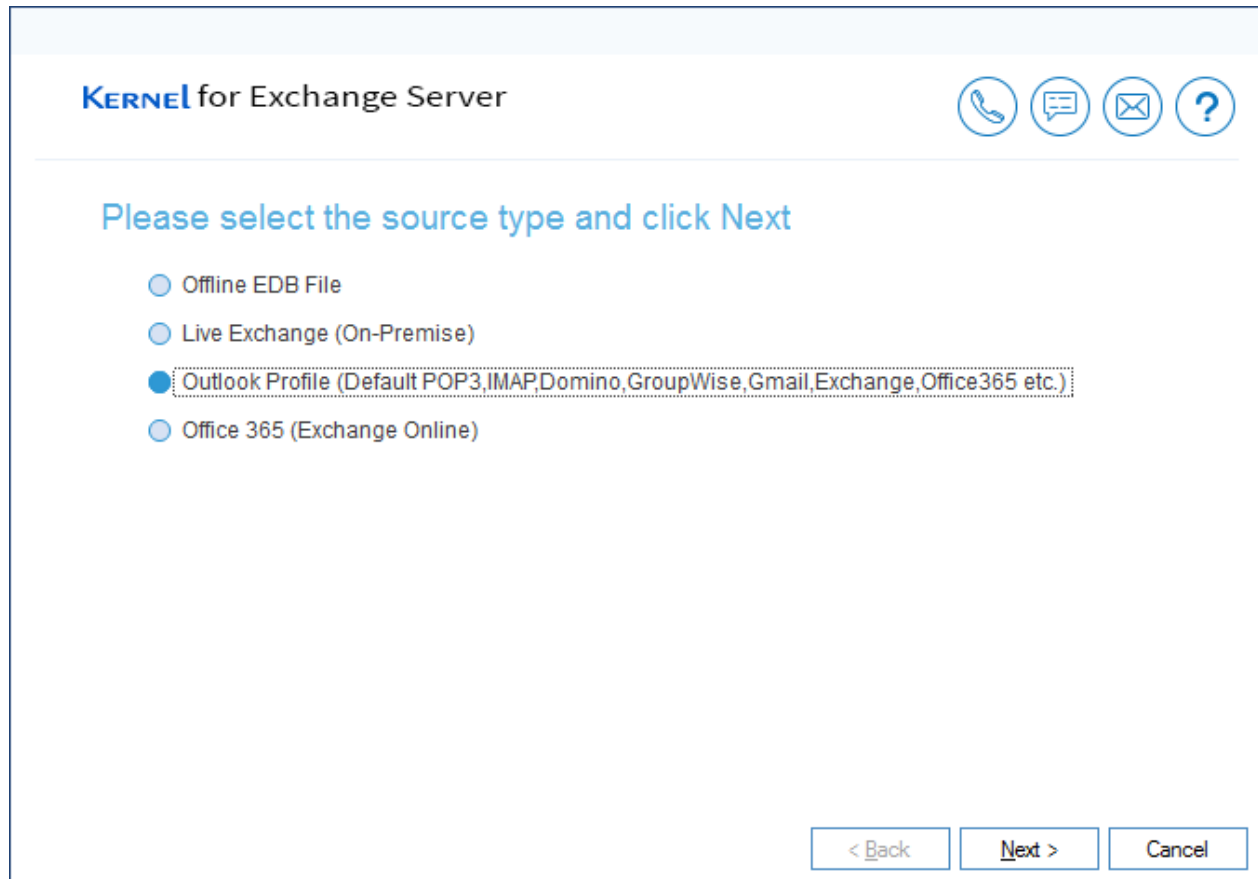 KERNEL for Exchange Server
?
Please select the source type and click Next
Offline EDB File
Live Exchange (On-Premise)
Outlook Profile (Default POP3,IMAP,Domino,GroupWise,Gmail,Exchange,Office365 etc.)
Office 365 (Exchange Online)
< Back Next > Cancel